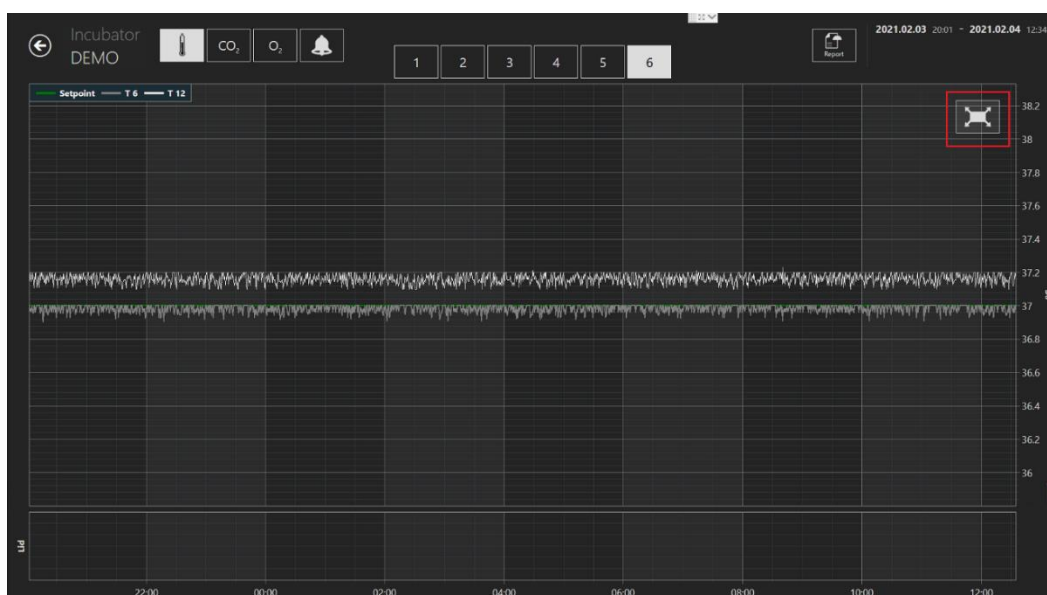 Incubator
DEMO
CO₂
O₂
1 2 3 4 5 6
Report
2021.02.03 20:01 - 2021.02.04 12:34
Setpoint T 6 T 12
38.2
38
37.8
37.6
37.4
37.2
37
36.8
36.6
36.4
36.2
36
Lid
22:00 00:00 02:00 04:00 06:00 08:00 10:00 12:00